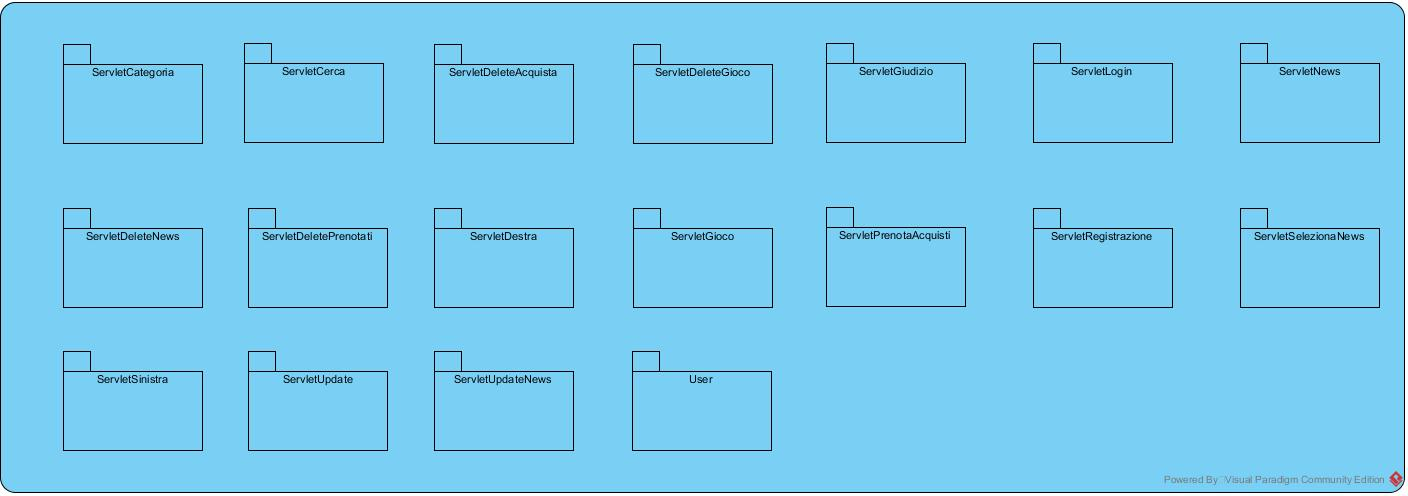 ServletCategoria
ServletCerca
ServletDeleteAcquista
ServletDeleteGioco
ServletGiudizio
ServletLogin
ServletNews
ServletDeleteNews
ServletDeletePrenotati
ServletDestra
ServletGioco
ServletPrenotaAcquisti
ServletRegistrazione
ServletSelezionaNews
ServletSinistra
ServletUpdate
ServletUpdateNews
User
Powered By Visual Paradigm Community Edition